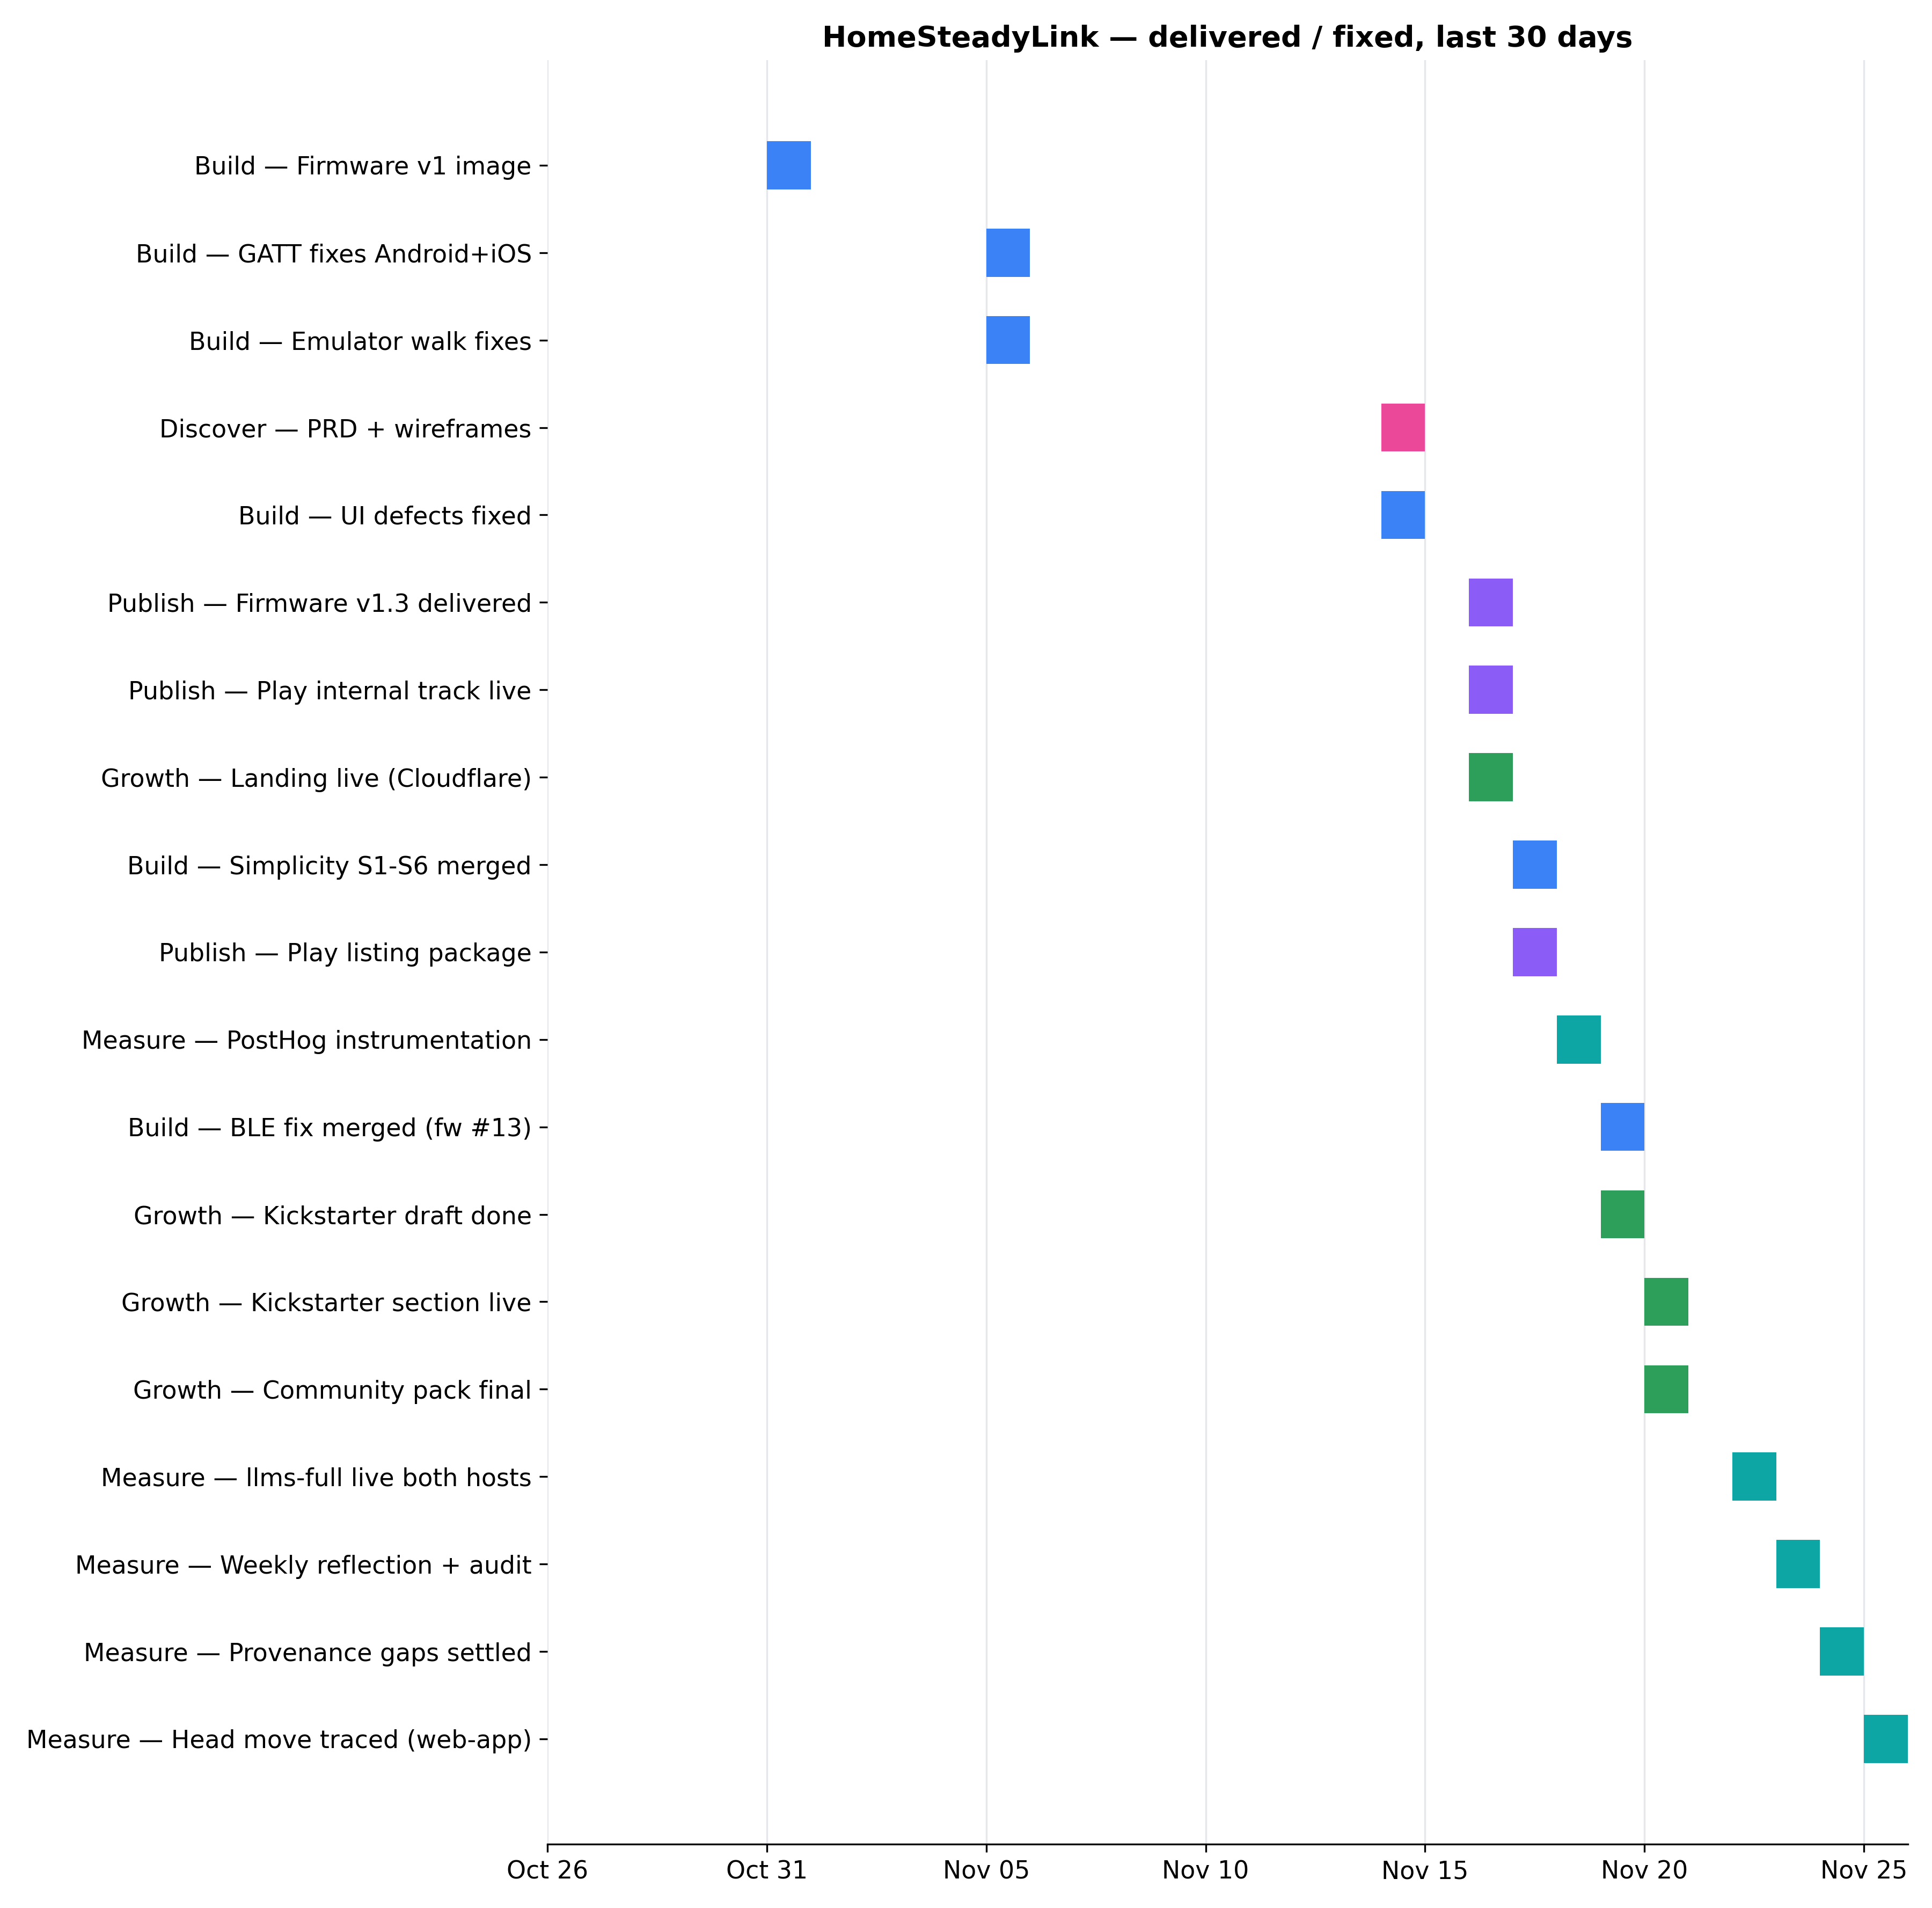 HomeSteadyLink — delivered / fixed, last 30 days
Build — Firmware v1 image
Build — GATT fixes Android+iOS
Build — Emulator walk fixes
Discover — PRD + wireframes
Build — UI defects fixed
Publish — Firmware v1.3 delivered
Publish — Play internal track live
Growth — Landing live (Cloudflare)
Build — Simplicity S1-S6 merged
Publish — Play listing package
Measure — PostHog instrumentation
Build — BLE fix merged (fw #13)
Growth — Kickstarter draft done
Growth — Kickstarter section live
Growth — Community pack final
Measure — llms-full live both hosts
Measure — Weekly reflection + audit
Measure — Provenance gaps settled
Measure — Head move traced (web-app)
Oct 26 Oct 31 Nov 05 Nov 10 Nov 15 Nov 20 Nov 25